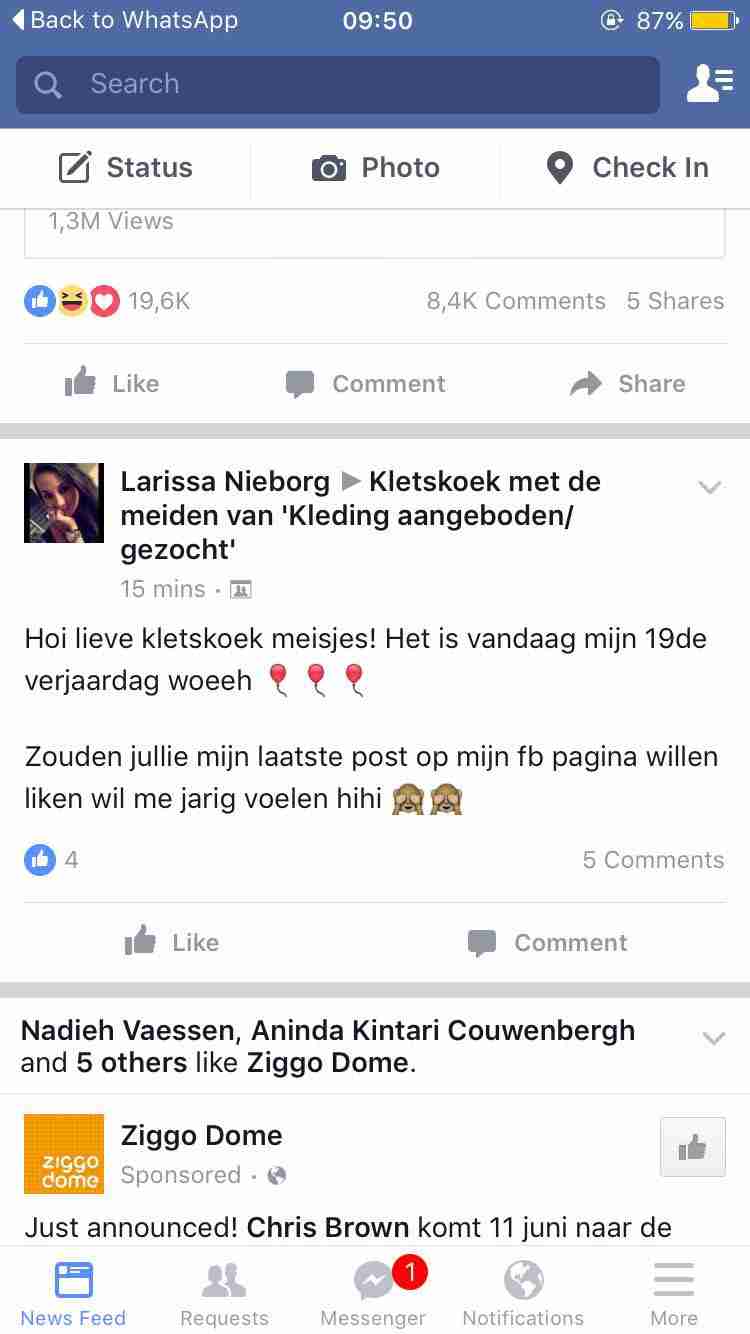 Back to WhatsApp 09:50 87%
Search
Status Photo Check In
1,3M Views
19,6K 8,4K Comments 5 Shares
Like Comment Share
Larissa Nieborg ▶ Kletskoek met de
meiden van 'Kleding aangeboden/
gezocht'
15 mins ·
Hoi lieve kletskoek meisjes! Het is vandaag mijn 19de
verjaardag woeeh 🎈 🎈 🎈
Zouden jullie mijn laatste post op mijn fb pagina willen
liken wil me jarig voelen hihi 🙈🙈
4 5 Comments
Like Comment
Nadieh Vaessen, Aninda Kintari Couwenbergh
and 5 others like Ziggo Dome.
Ziggo Dome
ziggo
dome
Sponsored ·
Just announced! Chris Brown komt 11 juni naar de
1
News Feed Requests Messenger Notifications More